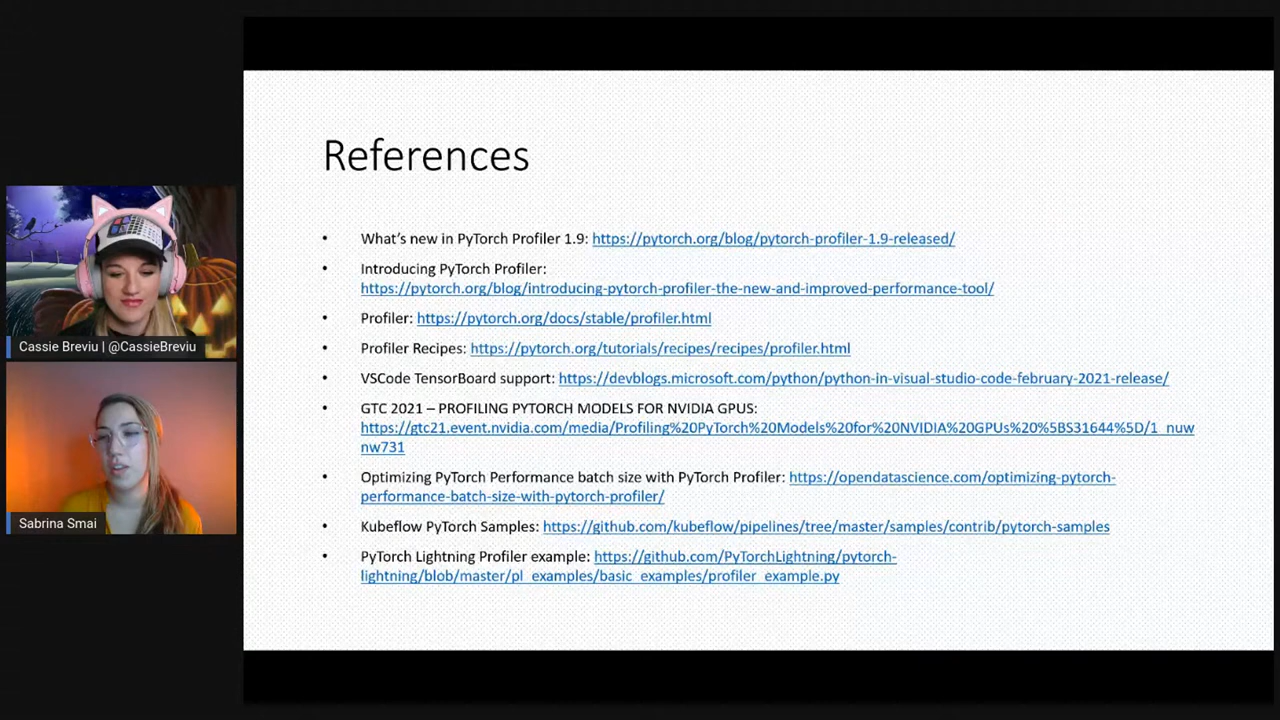 References
• What's new in PyTorch Profiler 1.9: https://pytorch.org/blog/pytorch-profiler-1.9-released/
• Introducing PyTorch Profiler:
https://pytorch.org/blog/introducing-pytorch-profiler-the-new-and-improved-performance-tool/
• Profiler: https://pytorch.org/docs/stable/profiler.html
• Profiler Recipes: https://pytorch.org/tutorials/recipes/recipes/profiler.html
• VSCode TensorBoard support: https://devblogs.microsoft.com/python/python-in-visual-studio-code-february-2021-release/
• GTC 2021 – PROFILING PYTORCH MODELS FOR NVIDIA GPUS:
https://gtc21.event.nvidia.com/media/Profiling%20PyTorch%20Models%20for%20NVIDIA%20GPUs%20%5BS31644%5D/1_nuw
nw731
• Optimizing PyTorch Performance batch size with PyTorch Profiler: https://opendatascience.com/optimizing-pytorch-
performance-batch-size-with-pytorch-profiler/
• Kubeflow PyTorch Samples: https://github.com/kubeflow/pipelines/tree/master/samples/contrib/pytorch-samples
• PyTorch Lightning Profiler example: https://github.com/PyTorchLightning/pytorch-
lightning/blob/master/pl_examples/basic_examples/profiler_example.py
Cassie Breviu | @CassieBreviu
Sabrina Smai